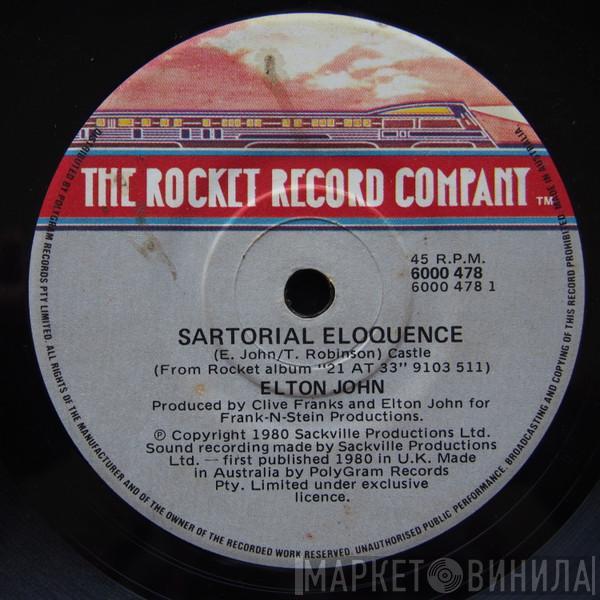 THE ROCKET RECORD COMPANY TM
45 R.P.M.
6000 478
6000 478 1
SARTORIAL ELOQUENCE
(E. John/T. Robinson) Castle
(From Rocket album "21 AT 33" 9103 511)
ELTON JOHN
Produced by Clive Franks and Elton John for
Frank-N-Stein Productions.
℗ Copyright 1980 Sackville Productions Ltd.
Sound recording made by Sackville Productions
Ltd. — first published 1980 in U.K. Made
in Australia by PolyGram Records
Pty. Limited under exclusive
licence.
DISTRIBUTED BY POLYGRAM RECORDS PTY LIMITED. ALL RIGHTS OF THE MANUFACTURER AND OF THE OWNER OF THE RECORDED WORK RESERVED. UNAUTHORISED PUBLIC PERFORMANCE, BROADCASTING AND COPYING OF THIS RECORD PROHIBITED. MADE IN AUSTRALIA.
МАРКЕТ ВИНИЛА